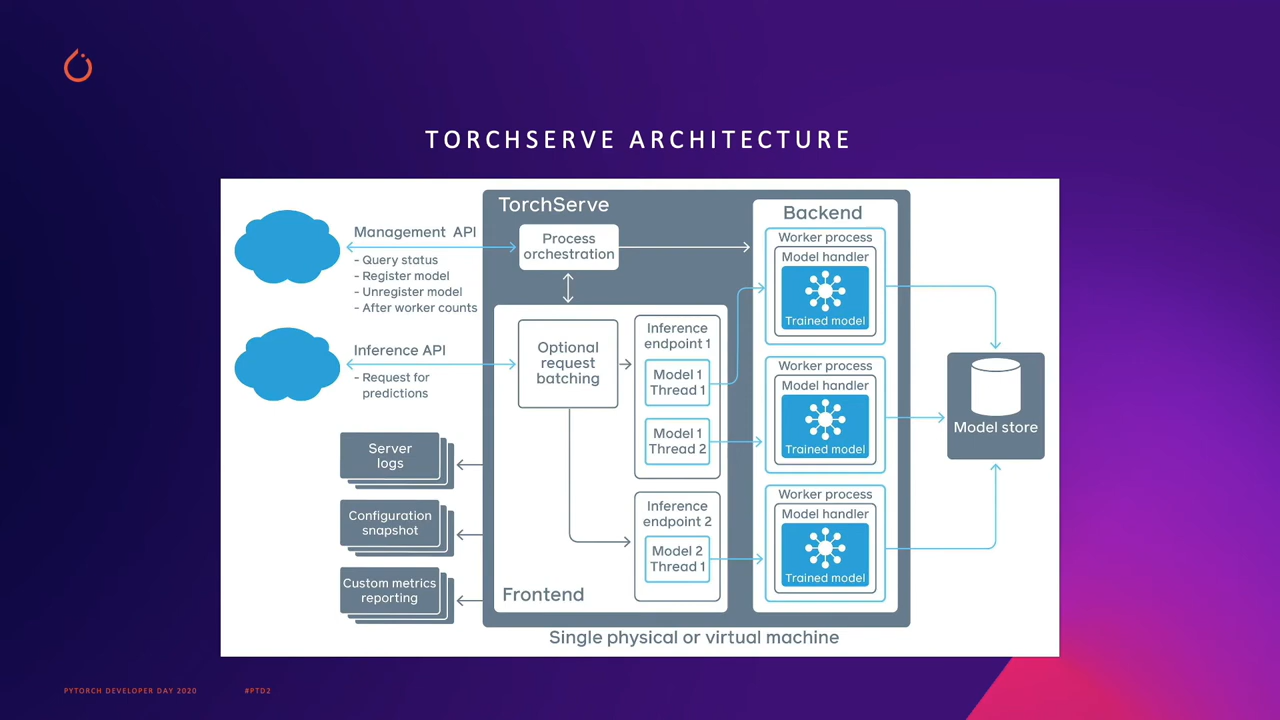 TORCHSERVE ARCHITECTURE
TorchServe
Backend
Management API
- Query status
- Register model
- Unregister model
- After worker counts
Process
orchestration
Inference API
- Request for
predictions
Optional
request
batching
Inference
endpoint 1
Model 1
Thread 1
Model 1
Thread 2
Inference
endpoint 2
Model 2
Thread 1
Frontend
Worker process
Model handler
Trained model
Worker process
Model handler
Trained model
Worker process
Model handler
Trained model
Model store
Server
logs
Configuration
snapshot
Custom metrics
reporting
Single physical or virtual machine
PYTORCH DEVELOPER DAY 2020
#PTD2